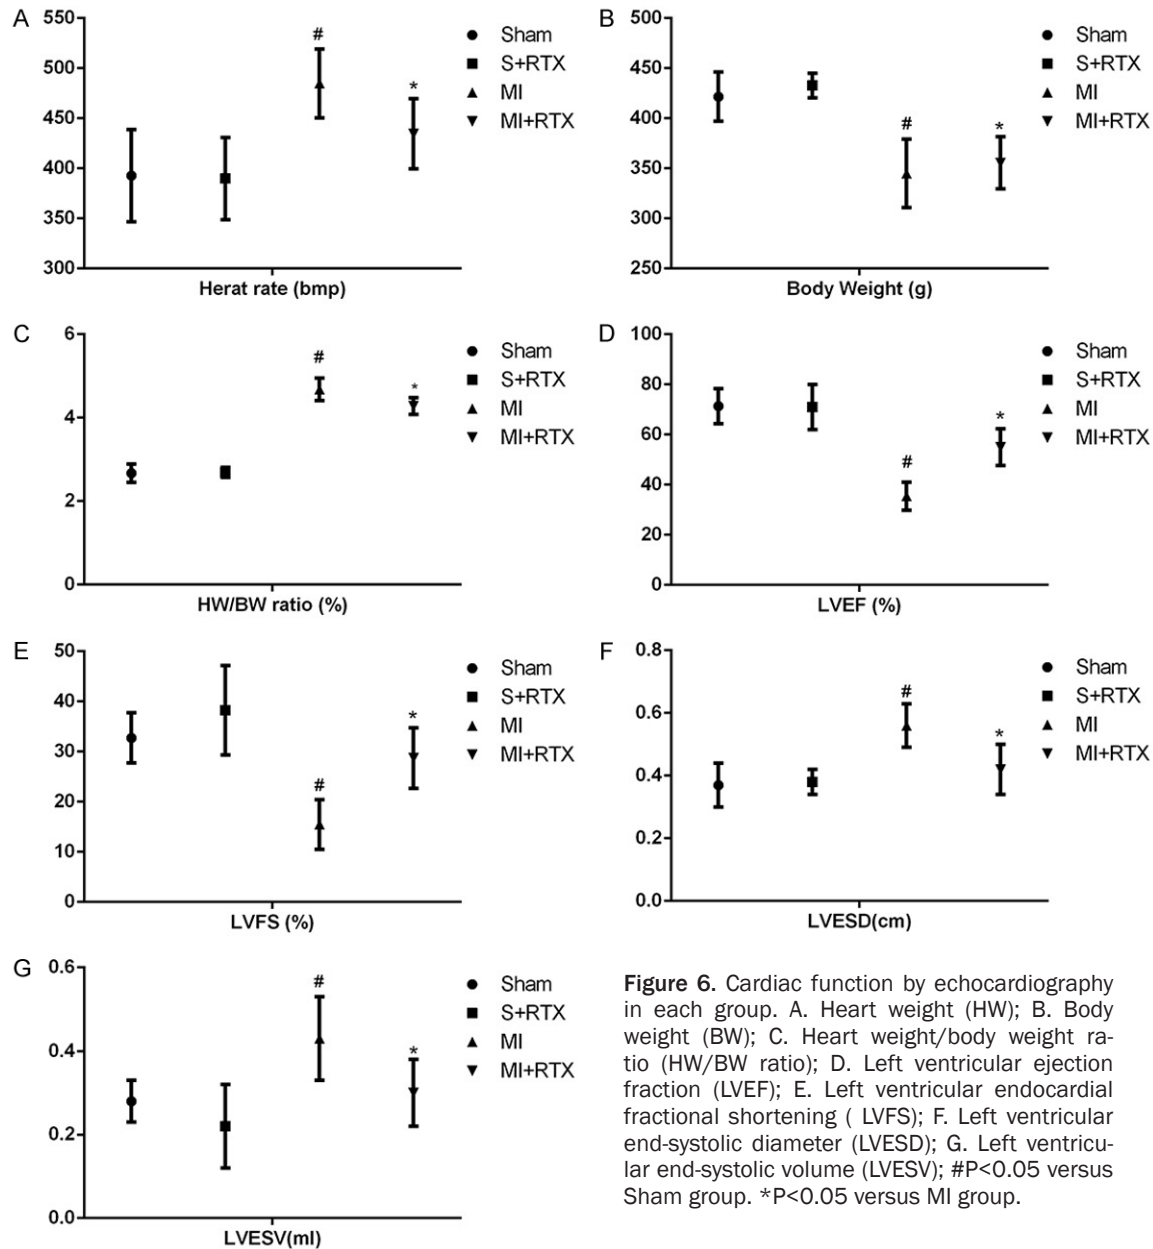 A
550
500
450
400
350
300
#
*
Herat rate (bmp)
Sham
S+RTX
MI
MI+RTX
B
500
450
400
350
300
250
#
*
Body Weight (g)
Sham
S+RTX
MI
MI+RTX
C
6
4
2
0
#
*
HW/BW ratio (%)
Sham
S+RTX
MI
MI+RTX
D
100
80
60
40
20
0
#
*
LVEF (%)
Sham
S+RTX
MI
MI+RTX
E
50
40
30
20
10
0
#
*
LVFS (%)
Sham
S+RTX
MI
MI+RTX
F
0.8
0.6
0.4
0.2
0.0
#
*
LVESD(cm)
Sham
S+RTX
MI
MI+RTX
G
0.6
0.4
0.2
0.0
#
*
LVESV(ml)
Sham
S+RTX
MI
MI+RTX
Figure 6. Cardiac function by echocardiography
in each group. A. Heart weight (HW); B. Body
weight (BW); C. Heart weight/body weight ra-
tio (HW/BW ratio); D. Left ventricular ejection
fraction (LVEF); E. Left ventricular endocardial
fractional shortening ( LVFS); F. Left ventricular
end-systolic diameter (LVESD); G. Left ventricu-
lar end-systolic volume (LVESV); #P<0.05 versus
Sham group. *P<0.05 versus MI group.